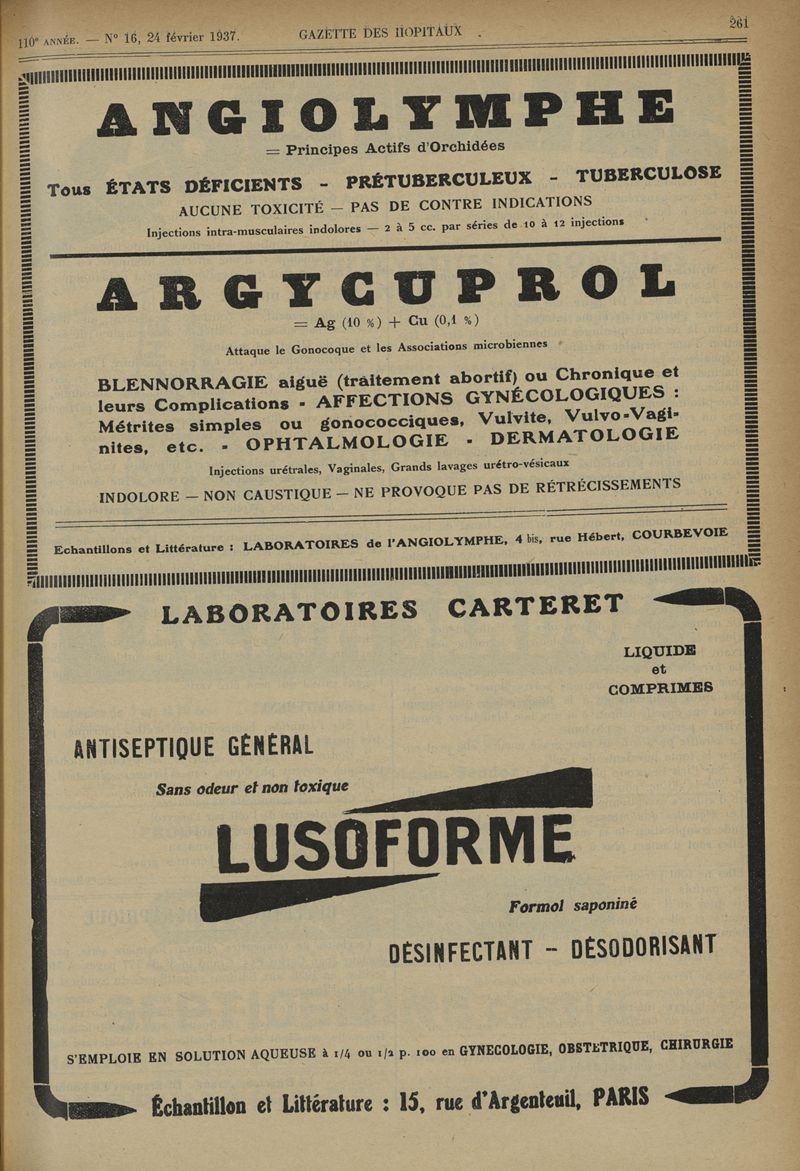 110e ANNÉE. — N° 16, 24 février 1937. GAZETTE DES HOPITAUX 261
ANGIOLYMPHE
= Principes Actifs d'Orchidées
Tous ÉTATS DÉFICIENTS - PRÉTUBERCULEUX - TUBERCULOSE
AUCUNE TOXICITÉ — PAS DE CONTRE INDICATIONS
Injections intra-musculaires indolores — 2 à 5 cc. par séries de 10 à 12 injections
ARGYCUPROL
= Ag (10 %) + Cu (0,1 %)
Attaque le Gonocoque et les Associations microbiennes
BLENNORRAGIE aiguë (traitement abortif) ou Chronique et
leurs Complications - AFFECTIONS GYNÉCOLOGIQUES :
Métrites simples ou gonococciques, Vulvite, Vulvo-Vagi-
nites, etc. - OPHTALMOLOGIE - DERMATOLOGIE
Injections urétrales, Vaginales, Grands lavages urétro-vésicaux
INDOLORE — NON CAUSTIQUE — NE PROVOQUE PAS DE RÉTRÉCISSEMENTS
Echantillons et Littérature : LABORATOIRES de l'ANGIOLYMPHE, 4 bis, rue Hébert, COURBEVOIE
LABORATOIRES CARTERET
LIQUIDE
et
COMPRIMES
ANTISEPTIQUE GÉNÉRAL
Sans odeur et non toxique
LUSOFORME
Formol saponiné
DÉSINFECTANT - DÉSODORISANT
S'EMPLOIE EN SOLUTION AQUEUSE à 1/4 ou 1/2 p. 100 en GYNECOLOGIE, OBSTETRIQUE, CHIRURGIE
Échantillon et Littérature : 15, rue d'Argenteuil, PARIS